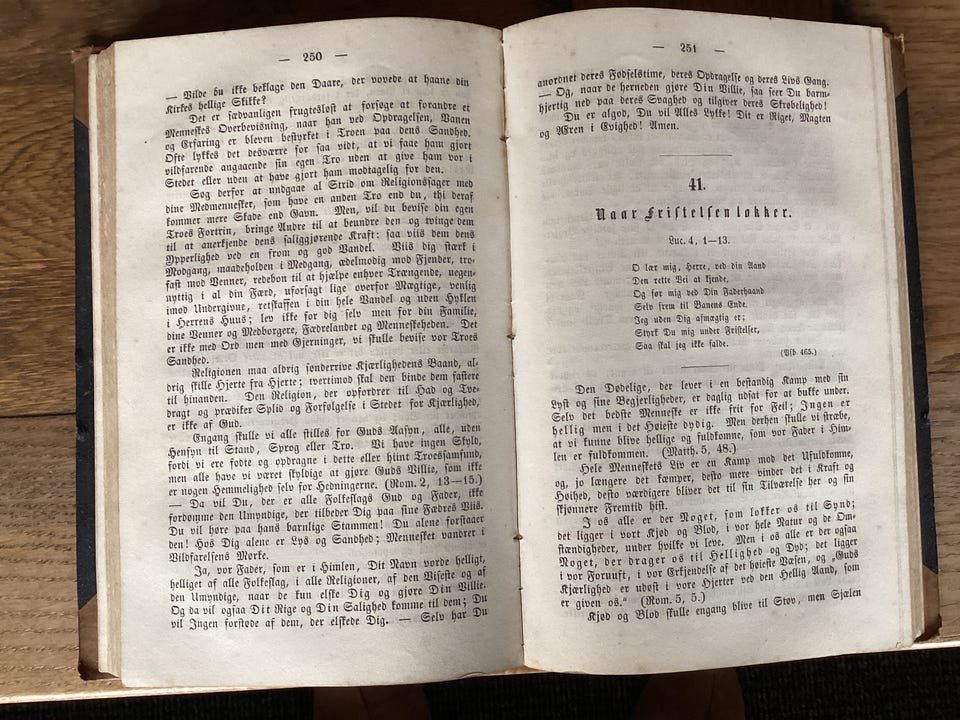 — 250 —
— Vilde du ikke beklage den Daare, der vovede at haane din
Kirkes hellige Skikke?
Det er sædvanligen frugtesløst at forsøge at forandre et
Menneskes Overbevisning, naar han ved Opdragelsen, Vanen
og Erfaring er bleven bestyrket i Troen paa dens Sandhed.
Ofte lykkes det desværre for saa vidt, at vi faae ham gjort
vildfarende angaaende sin egen Tro uden at give ham vor i
Stedet eller uden at have gjort ham modtagelig for den.
Søg derfor at undgaae al Strid om Religionssager med
dine Medmennesker, som have en anden Tro end du, thi deraf
kommer mere Skade end Gavn. Men, vil du bevise din egen
Troes Fortrin, bringe Andre til at beundre den og tvinge dem
til at anerkjende dens saliggjørende Kraft: saa viis dem dens
Ypperlighed ved en from og god Vandel. Viis dig stærk i
Modgang, maadeholden i Medgang, ædelmodig mod Fjender, tro-
fast mod Venner, redebon til at hjælpe enhver Trængende, uegen-
nyttig i al din Færd, uforsagt lige overfor Mægtige, venlig
imod Undergivne, retskaffen i din hele Vandel og uden Hyklen
i Herrens Huus; lev ikke for dig selv men for din Familie,
dine Venner og Medborgere, Fædrelandet og Menneskeheden. Det
er ikke med Ord men med Gjerninger, vi skulle bevise vor Troes
Sandhed.
Religionen maa aldrig sønderrive Kjærlighedens Baand, al-
drig skille Hjerte fra Hjerte; tvertimod skal den binde dem fastere
til hinanden. Den Religion, der opfordrer til Had og Tve-
dragt og prædiker Splid og Forfølgelse i Stedet for Kjærlighed,
er ikke af Gud.
Engang skulle vi alle stilles for Guds Aasyn, alle, uden
Hensyn til Stand, Sprog eller Tro. Vi have ingen Skyld,
fordi vi ere fødte og opdragne i dette eller hiint Troessamfund,
men alle have vi været skyldige at gjøre Guds Villie, som ikke
er nogen Hemmelighed selv for Hedningerne. (Rom. 2, 13—15.)
— Da vil Du, der er alle Folkeslags Gud og Fader, ikke
fordømme den Umyndige, der tilbeder Dig paa sine Fædres Viis.
Du vil høre paa hans barnlige Stammen! Du alene forstaaer
den! Hos Dig alene er Lys og Sandhed; Mennesket vandrer i
Vildfarelsens Mørke.
Ja, vor Fader, som er i Himlen, Dit Navn vorde helligt,
helliget af alle Folkeslag, i alle Religioner, af den Viseste og af
den Umyndige, naar de kun elske Dig og gjøre Din Villie.
Og da vil ogsaa Dit Rige og Din Salighed komme til dem; Du
vil Ingen forstøde af dem, der elskede Dig. — Selv har Du
— 251 —
anordnet deres Fødselstime, deres Opdragelse og deres Livs Gang.
— Og, naar de herneden gjøre Din Villie, saa seer Du barm-
hjertig ned paa deres Svaghed og tilgiver deres Skrøbelighed!
Du er algod, Du vil Alles Lykke! Dit er Riget, Magten
og Æren i Evighed! Amen.
41.
Naar Fristelsen lokker.
Luc. 4, 1—13.
O lær mig, Herre, ved din Aand
Den rette Vei at kjende,
Og før mig ved Din Faderhaand
Selv frem til Banens Ende.
Jeg uden Dig afmægtig er;
Styrk Du mig under Fristelser,
Saa skal jeg ikke falde.
(Psb. 465.)
Den Dødelige, der lever i en bestandig Kamp med sin
Lyst og sine Begjerligheder, er daglig udsat for at bukke under.
Selv det bedste Menneske er ikke frit for Feil; Ingen er
hellig men i det Høieste dydig. Men derhen skulle vi stræbe,
at vi kunne blive hellige og fuldkomne, som vor Fader i Him-
len er fuldkommen. (Matth. 5, 48.)
Hele Menneskets Liv er en Kamp mod det Ufuldkomne,
og, jo længere det kæmper, desto mere vinder det i Kraft og
Høihed, desto værdigere bliver det til sin Tilværelse her og sin
skjønnere Fremtid hist.
I os alle er der Noget, som lokker os til Synd;
det ligger i vort Kjød og Blod, i vor hele Natur og de Om-
stændigheder, under hvilke vi leve. Men i os alle er der ogsaa
Noget, der drager os til Hellighed og Dyd; det ligger
i vor Fornuft, i vor Erkjendelse af det høieste Væsen, og „Guds
Kjærlighed er udøst i vore Hjerter ved den Hellig Aand, som
er given os.“ (Rom. 5, 5.)
Kjød og Blod skulle engang blive til Støv, men Sjælen